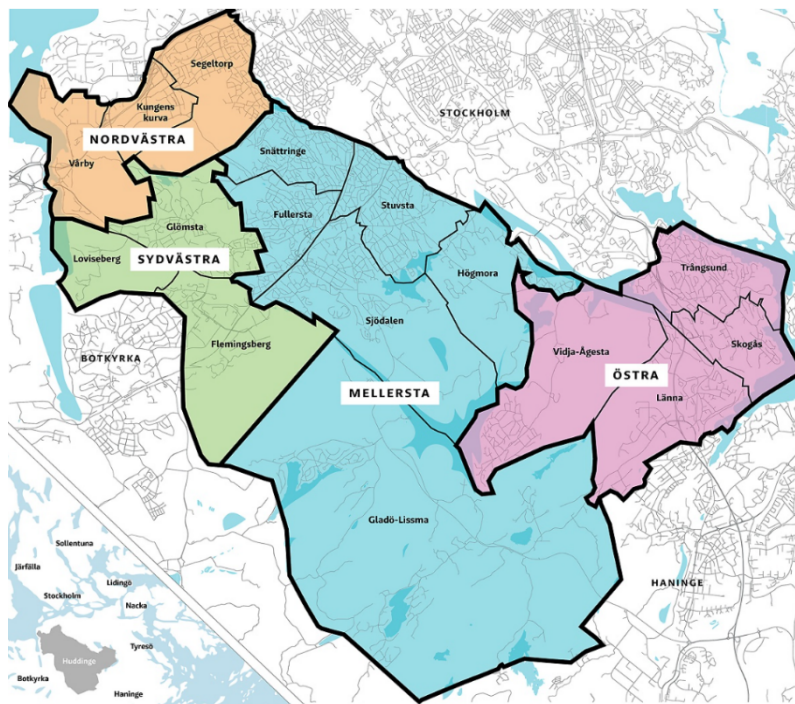 Segeltorp
Kungens
kurva
STOCKHOLM
NORDVÄSTRA
Snättringe
Vårby
Stuvsta
Fullersta
Glömsta
Loviseberg
SYDVÄSTRA
Högmora
Trångsund
Sjödalen
Flemingsberg
Skogås
Vidja-Ågesta
BOTKYRKA
ÖSTRA
MELLERSTA
Länna
Gladö-Lissma
HANINGE
Sollentuna
Järfälla
Lidingö
Stockholm
Nacka
Tyresö
Huddinge
Botkyrka
Haninge